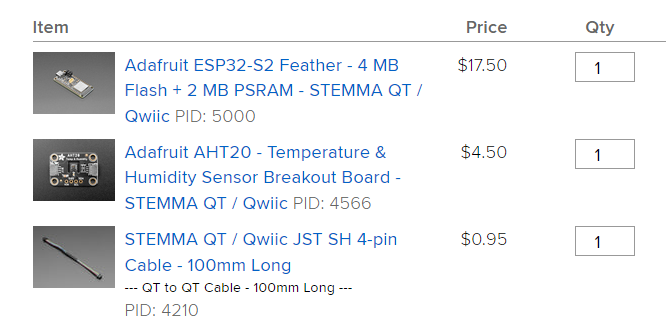 Item Price Qty
Adafruit ESP32-S2 Feather - 4 MB $17.50 1
Flash + 2 MB PSRAM - STEMMA QT /
Qwiic PID: 5000
Adafruit AHT20 - Temperature & $4.50 1
Humidity Sensor Breakout Board -
STEMMA QT / Qwiic PID: 4566
STEMMA QT / Qwiic JST SH 4-pin $0.95 1
Cable - 100mm Long
--- QT to QT Cable - 100mm Long ---
PID: 4210